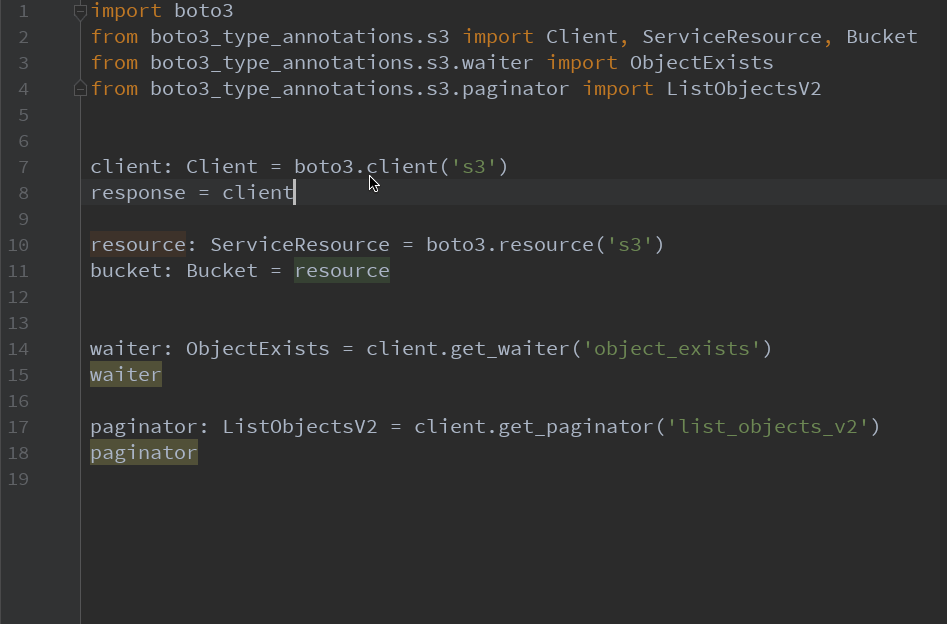 1 import boto3
2 from boto3_type_annotations.s3 import Client, ServiceResource, Bucket
3 from boto3_type_annotations.s3.waiter import ObjectExists
4 from boto3_type_annotations.s3.paginator import ListObjectsV2
5
6
7 client: Client = boto3.client('s3')
8 response = client
9
10 resource: ServiceResource = boto3.resource('s3')
11 bucket: Bucket = resource
12
13
14 waiter: ObjectExists = client.get_waiter('object_exists')
15 waiter
16
17 paginator: ListObjectsV2 = client.get_paginator('list_objects_v2')
18 paginator
19